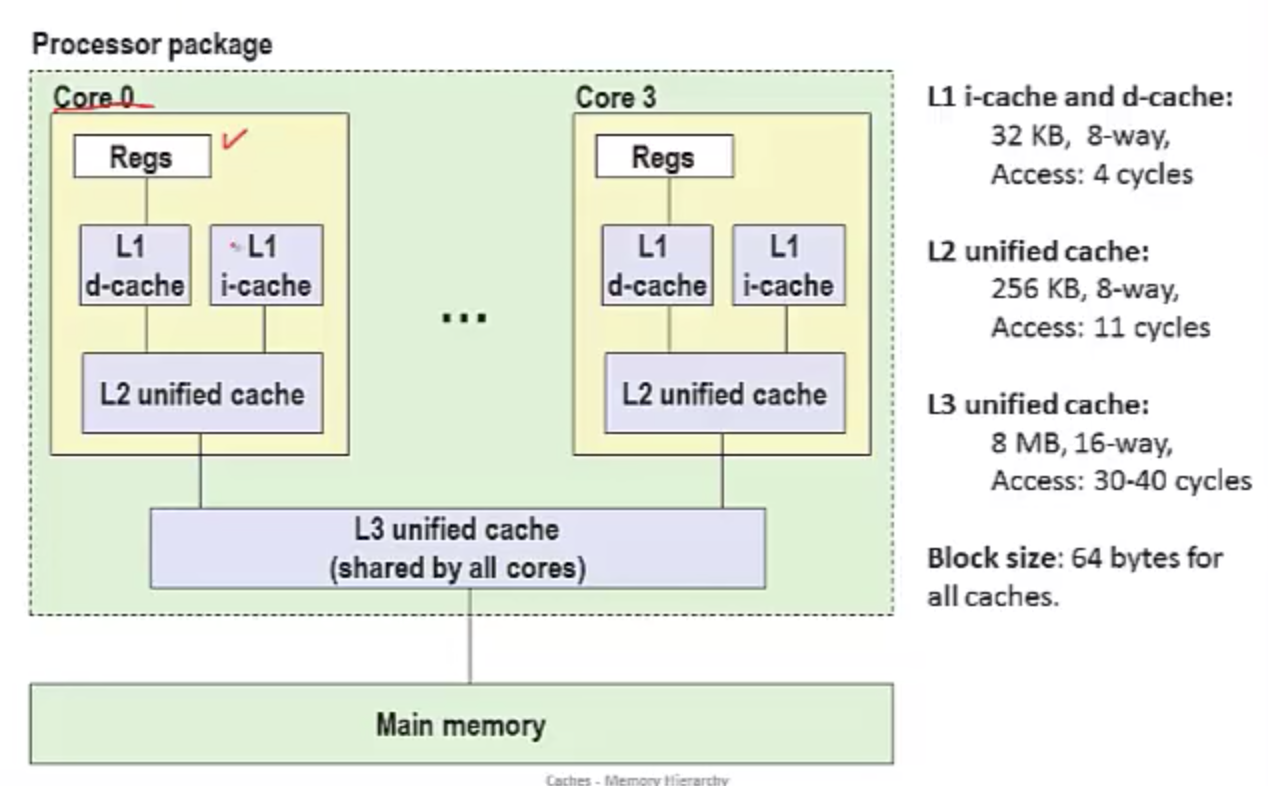 Processor package
Core 0
Core 3
Regs
Regs
L1
d-cache
L1
i-cache
L1
d-cache
L1
i-cache
...
L2 unified cache
L2 unified cache
L3 unified cache
(shared by all cores)
Main memory
L1 i-cache and d-cache:
32 KB, 8-way,
Access: 4 cycles
L2 unified cache:
256 KB, 8-way,
Access: 11 cycles
L3 unified cache:
8 MB, 16-way,
Access: 30-40 cycles
Block size: 64 bytes for
all caches.
Caches - Memory Hierarchy